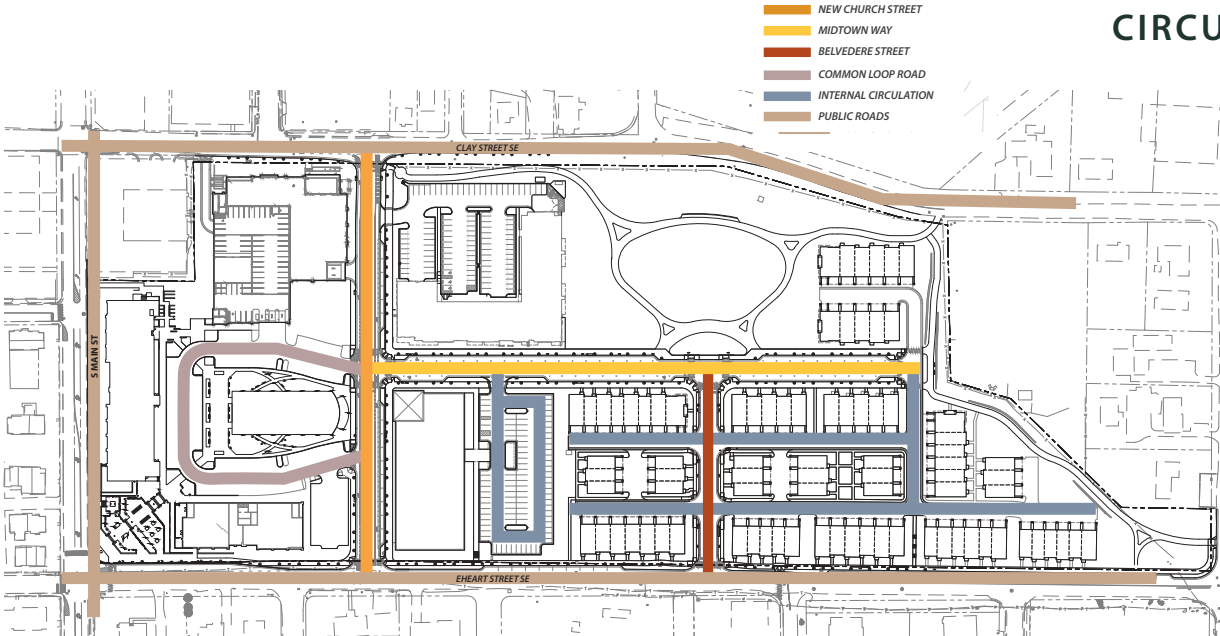 NEW CHURCH STREET
CIRCU
MIDTOWN WAY
BELVEDERE STREET
COMMON LOOP ROAD
INTERNAL CIRCULATION
PUBLIC ROADS
CLAY STREET SE
S MAIN ST
EHEART STREET SE